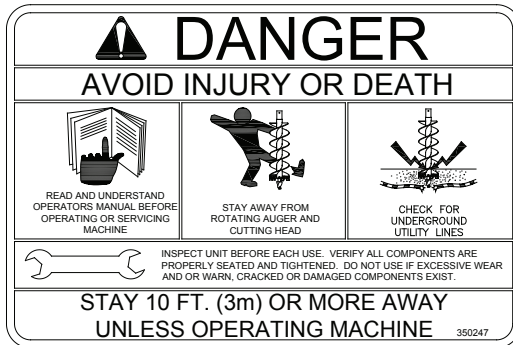 DANGER
AVOID INJURY OR DEATH
READ AND UNDERSTAND
OPERATORS MANUAL BEFORE
OPERATING OR SERVICING
MACHINE
STAY AWAY FROM
ROTATING AUGER AND
CUTTING HEAD
CHECK FOR
UNDERGROUND
UTILITY LINES
INSPECT UNIT BEFORE EACH USE. VERIFY ALL COMPONENTS ARE
PROPERLY SEATED AND TIGHTENED. DO NOT USE IF EXCESSIVE WEAR
AND OR WARN, CRACKED OR DAMAGED COMPONENTS EXIST.
STAY 10 FT. (3m) OR MORE AWAY
UNLESS OPERATING MACHINE 350247